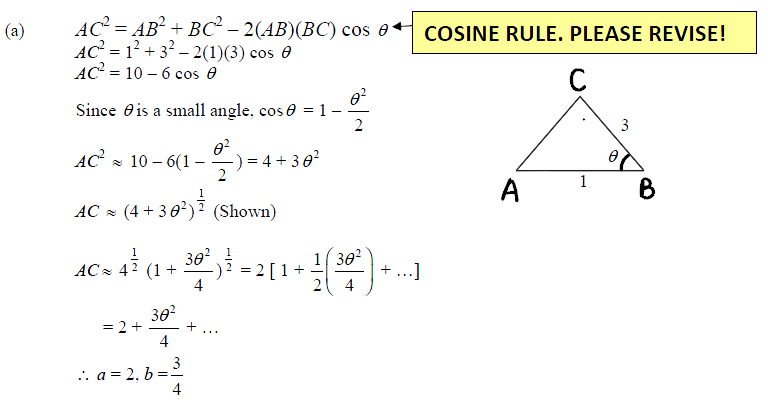 (a) AC² = AB² + BC² – 2(AB)(BC) cos θ
COSINE RULE. PLEASE REVISE!
AC² = 1² + 3² – 2(1)(3) cos θ
AC² = 10 – 6 cos θ
Since θ is a small angle, cos θ = 1 – θ²/2
AC² ≈ 10 – 6(1 – θ²/2) = 4 + 3θ²
AC ≈ (4 + 3θ²)^(1/2) (Shown)
AC ≈ 4^(1/2) (1 + 3θ²/4)^(1/2) = 2 [ 1 + 1/2(3θ²/4) + …]
= 2 + 3θ²/4 + …
∴ a = 2, b = 3/4
C
3
θ
A
1
B